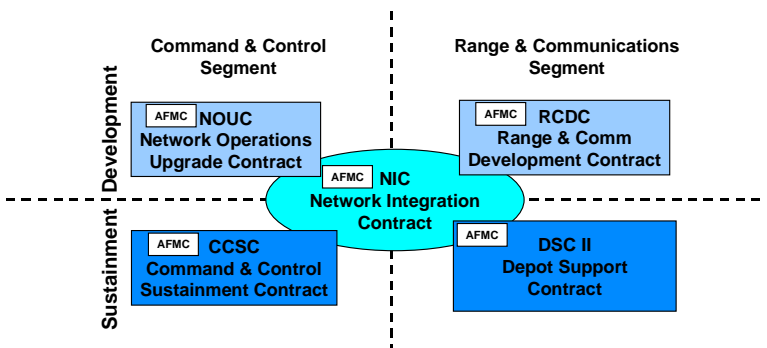 Command & Control
Segment
Range & Communications
Segment
Development
AFMC
NOUC
Network Operations
Upgrade Contract
AFMC
RCDC
Range & Comm
Development Contract
AFMC
NIC
Network Integration
Contract
Sustainment
AFMC
CCSC
Command & Control
Sustainment Contract
AFMC
DSC II
Depot Support
Contract